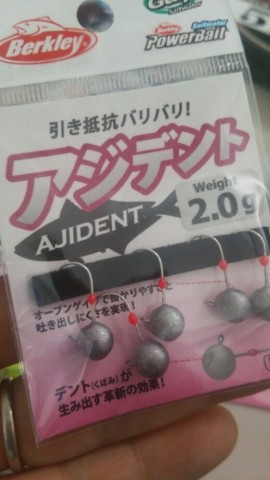 Berkley
Berkley
Saltwater
PowerBait
引き抵抗バリバリ!
アジデント
AJIDENT
Weight
2.0g
オープンゲイプで掛かりやすさと
吐き出しにくさを実現!
デント(くぼみ)が
生み出す革新の効果!